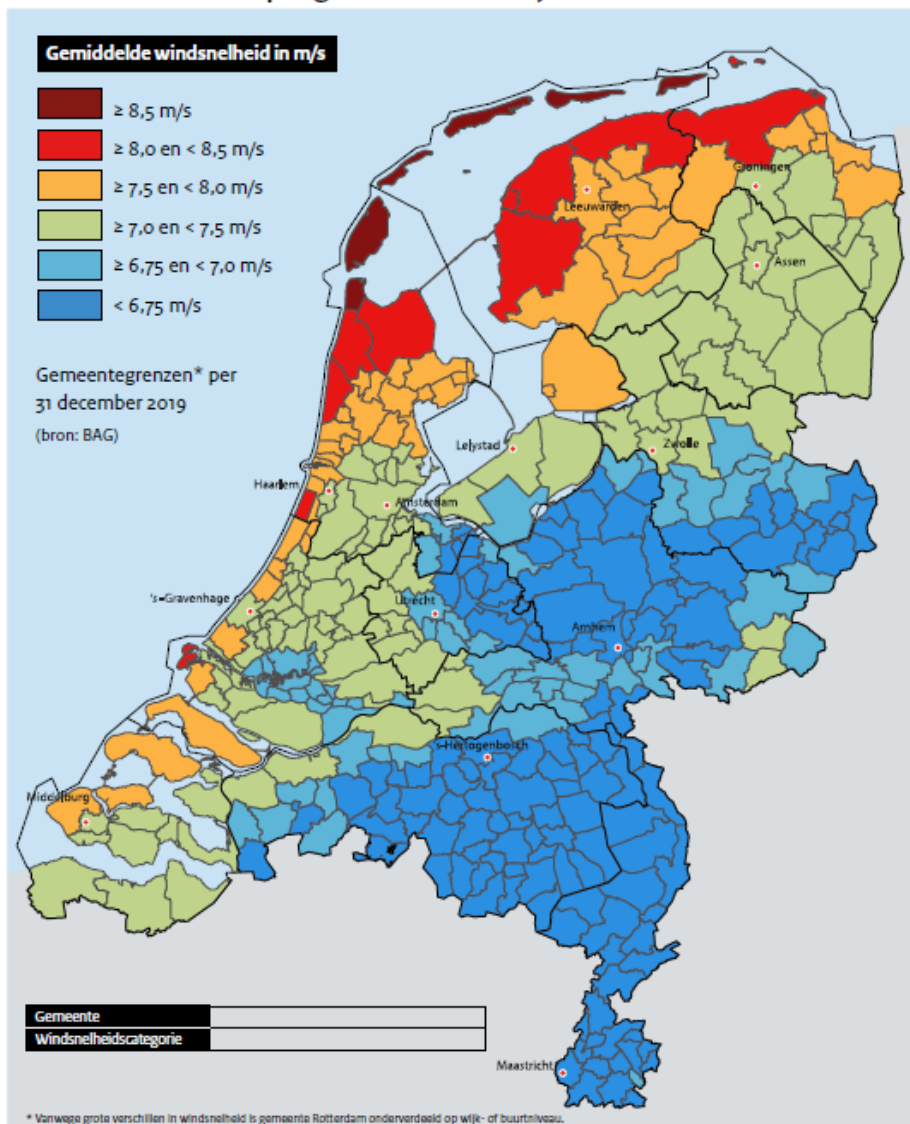 Gemiddelde windsnelheid in m/s
≥ 8,5 m/s
≥ 8,0 en < 8,5 m/s
≥ 7,5 en < 8,0 m/s
≥ 7,0 en < 7,5 m/s
≥ 6,75 en < 7,0 m/s
< 6,75 m/s
Gemeentegrenzen* per
31 december 2019
(bron: BAG)
Groningen
Leeuwarden
Assen
Lelystad
Zwolle
Haarlem
Amsterdam
's-Gravenhage
Utrecht
Arnhem
's-Hertogenbosch
Middelburg
Maastricht
Gemeente
Windsnelheidscategorie
* Vanwege grote verschillen in windsnelheid is gemeente Rotterdam onderverdeeld op wijk- of buurtniveau.